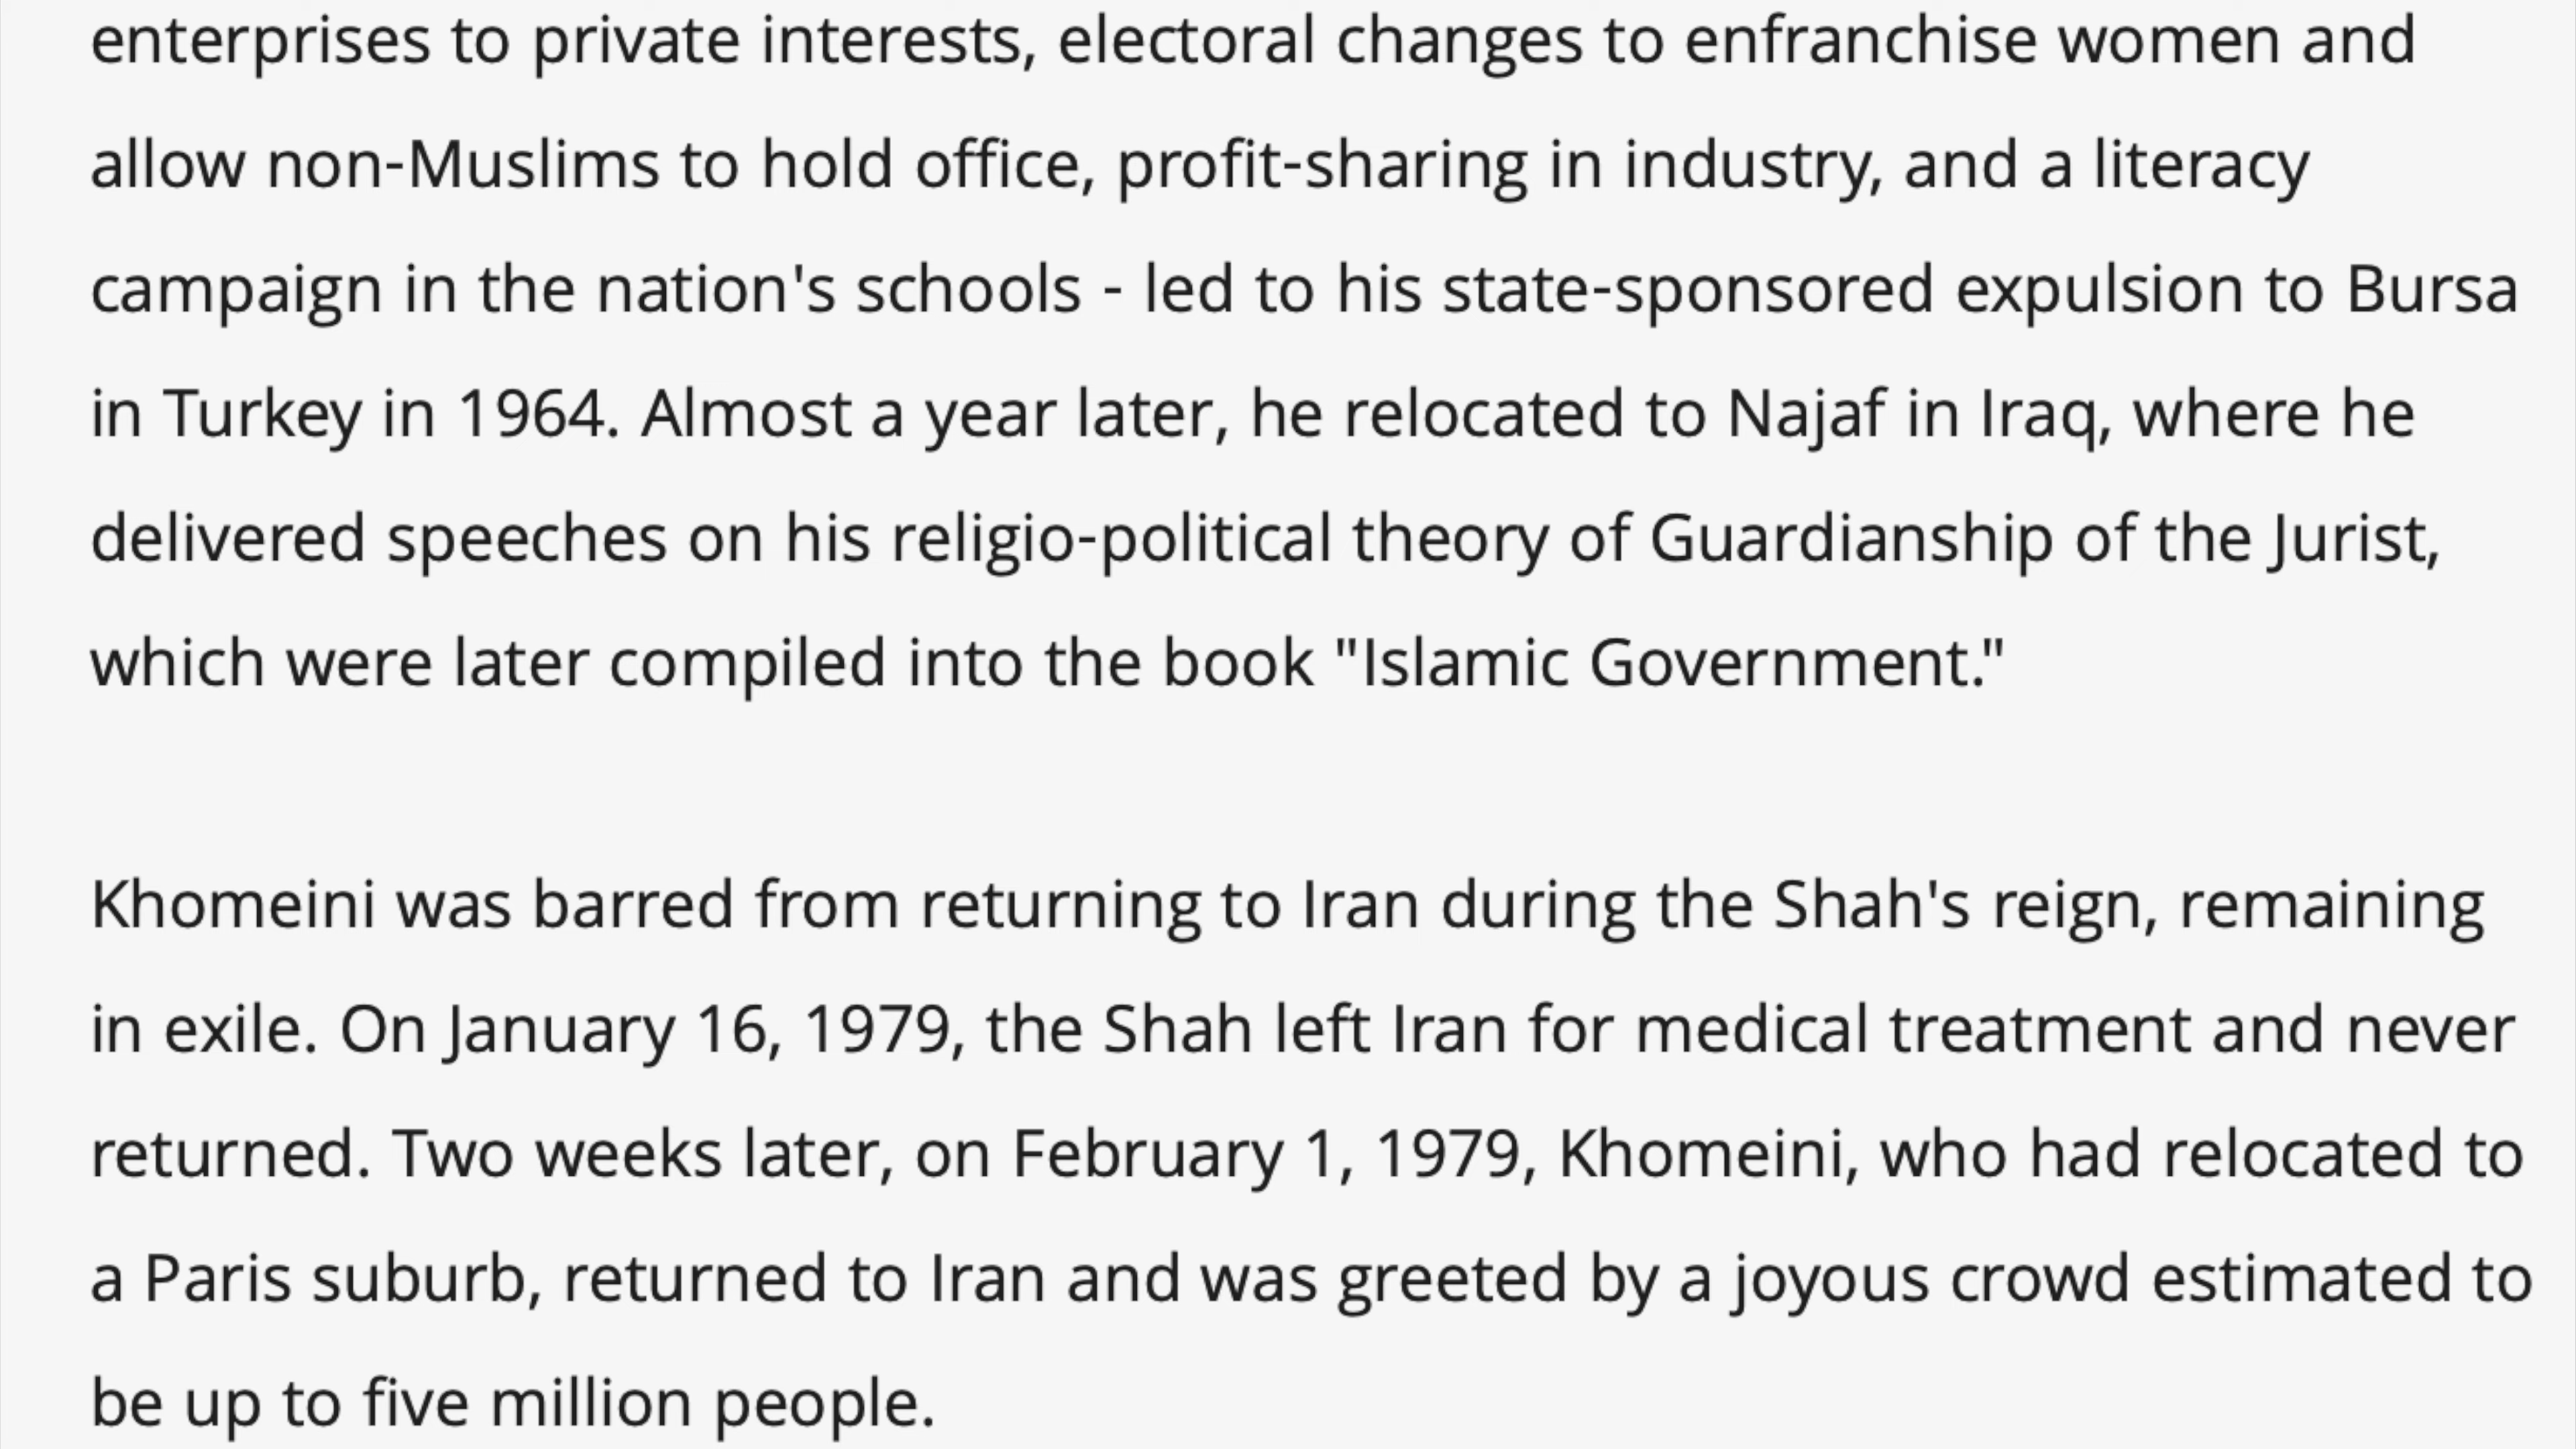 enterprises to private interests, electoral changes to enfranchise women and
allow non-Muslims to hold office, profit-sharing in industry, and a literacy
campaign in the nation's schools - led to his state-sponsored expulsion to Bursa
in Turkey in 1964. Almost a year later, he relocated to Najaf in Iraq, where he
delivered speeches on his religio-political theory of Guardianship of the Jurist,
which were later compiled into the book "Islamic Government."
Khomeini was barred from returning to Iran during the Shah's reign, remaining
in exile. On January 16, 1979, the Shah left Iran for medical treatment and never
returned. Two weeks later, on February 1, 1979, Khomeini, who had relocated to
a Paris suburb, returned to Iran and was greeted by a joyous crowd estimated to
be up to five million people.